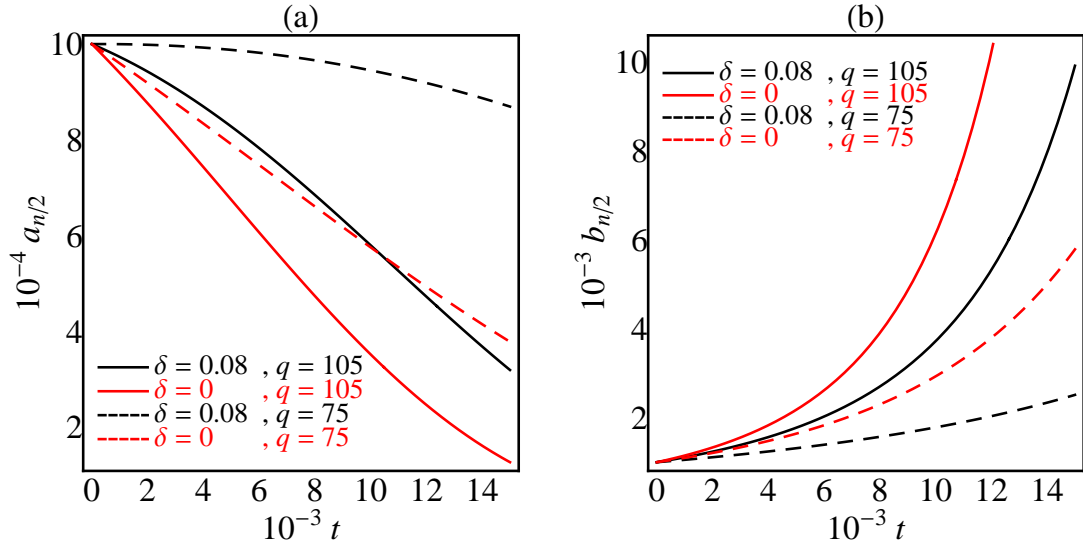 (a)
10
8
6
4
2
10⁻⁴ a_{n/2}
δ = 0.08 , q = 105
δ = 0 , q = 105
δ = 0.08 , q = 75
δ = 0 , q = 75
0 2 4 6 8 10 12 14
10⁻³ t
(b)
10
8
6
4
2
10⁻³ b_{n/2}
δ = 0.08 , q = 105
δ = 0 , q = 105
δ = 0.08 , q = 75
δ = 0 , q = 75
0 2 4 6 8 10 12 14
10⁻³ t